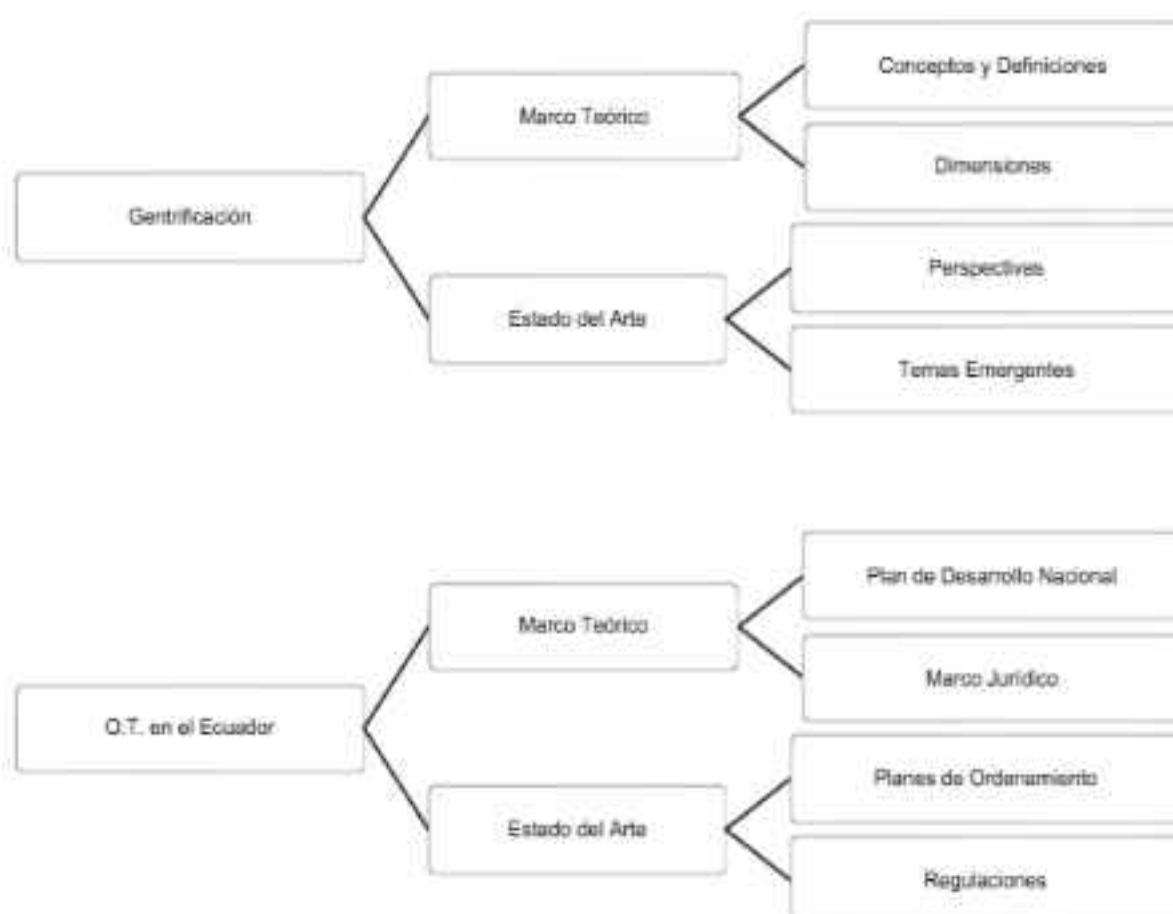 Gentrificación
Marco Teórico
Conceptos y Definiciones
Dimensiones
Estado del Arte
Perspectivas
Temas Emergentes
O.T. en el Ecuador
Marco Teórico
Plan de Desarrollo Nacional
Marco Jurídico
Estado del Arte
Planes de Ordenamiento
Regulaciones